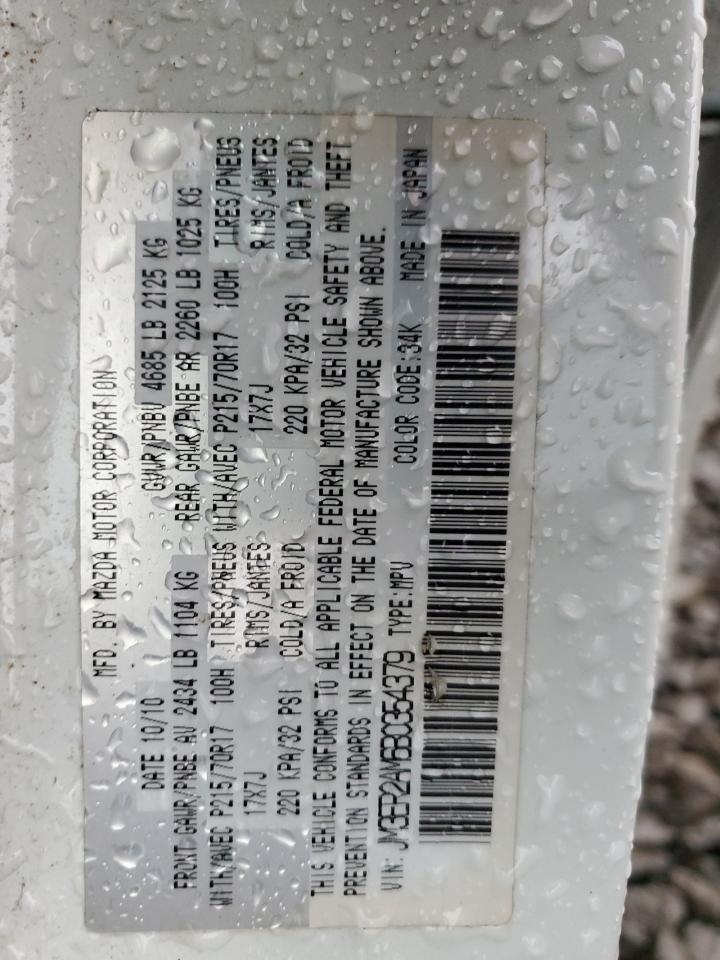 MFD. BY MAZDA MOTOR CORPORATION
DATE 10/10 GVWR/PNBV 4685 LB 2125 KG
FRONT GAWR/PNBE AV 2434 LB 1104 KG REAR GAWR/PNBE AR 2260 LB 1025 KG
WITH/AVEC P215/70R17 100H TIRES/PNEUS WITH/AVEC P215/70R17 100H TIRES/PNEUS
17X7J RIMS/JANTES 17X7J RIMS/JANTES
220 KPA/32 PSI COLD/A FROID 220 KPA/32 PSI COLD/A FROID
THIS VEHICLE CONFORMS TO ALL APPLICABLE FEDERAL MOTOR VEHICLE SAFETY AND THEFT
PREVENTION STANDARDS IN EFFECT ON THE DATE OF MANUFACTURE SHOWN ABOVE.
VIN: JM3ER2AM6B0354379 TYPE:MPV COLOR CODE:34K MADE IN JAPAN